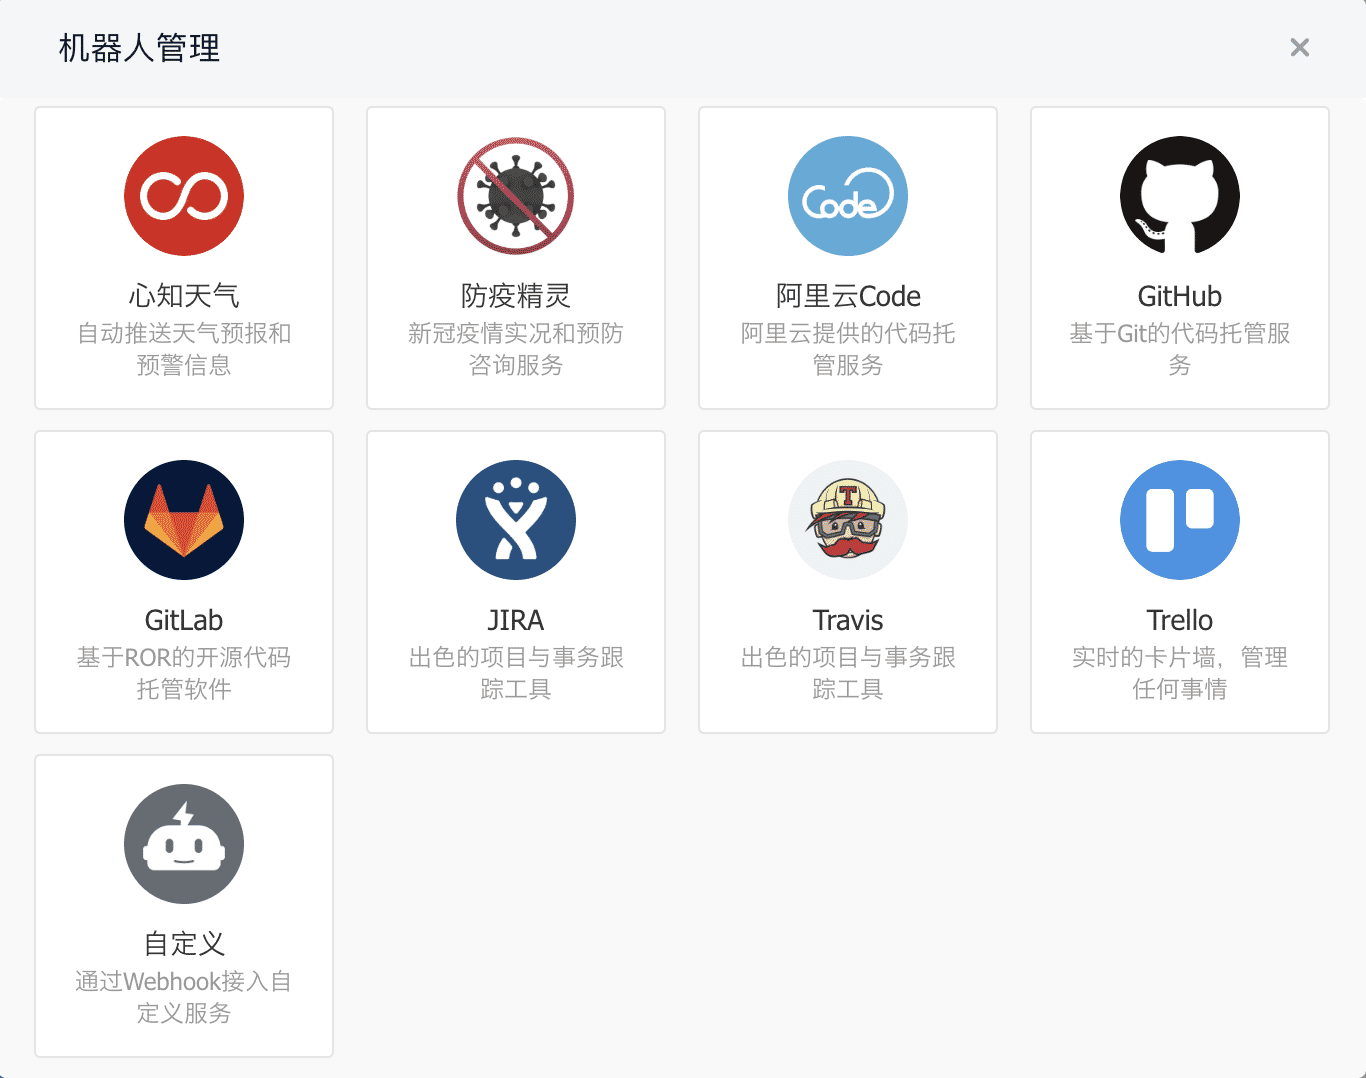 机器人管理
Code
心知天气
自动推送天气预报和
预警信息
防疫精灵
新冠疫情实况和预防
咨询服务
阿里云Code
阿里云提供的代码托
管服务
GitHub
基于Git的代码托管服
务
T
GitLab
基于ROR的开源代码
托管软件
JIRA
出色的项目与事务跟
踪工具
Travis
出色的项目与事务跟
踪工具
Trello
实时的卡片墙，管理
任何事情
自定义
通过Webhook接入自
定义服务